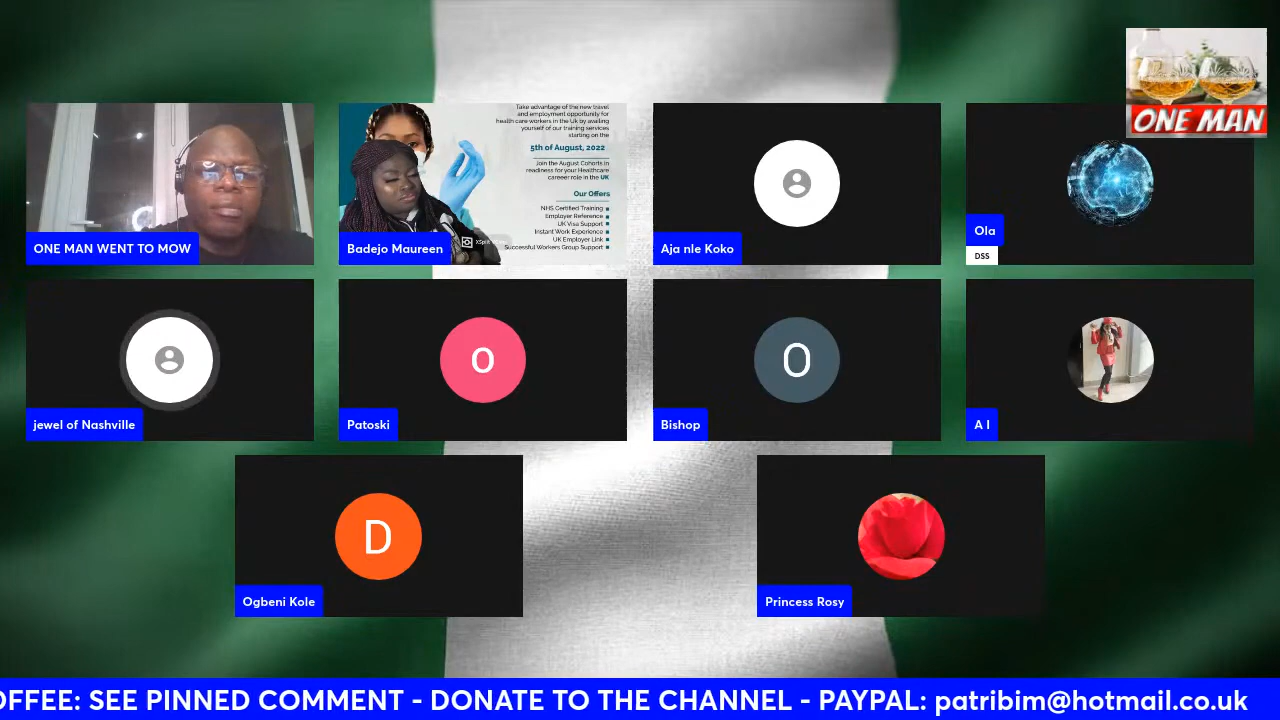 ONE MAN
ONE MAN WENT TO MOW
Take advantage of the new travel
and employment opportunity for
health care workers in the Uk by availing
yourself of our training services
starting on the
5th of August, 2022
Join the August Cohorts in
readiness for your Healthcare
career role in the UK
Our Offers
NHS Certified Training
Employer Reference
UK Visa Support
Instant Work Experience
UK Employer Link
Successful Workers Group Support
XSplit
Badejo Maureen
Aja nle Koko
Ola
DSS
jewel of Nashville
O
Patoski
O
Bishop
A I
D
Ogbeni Kole
Princess Rosy
OFFEE: SEE PINNED COMMENT - DONATE TO THE CHANNEL - PAYPAL: patribim@hotmail.co.uk